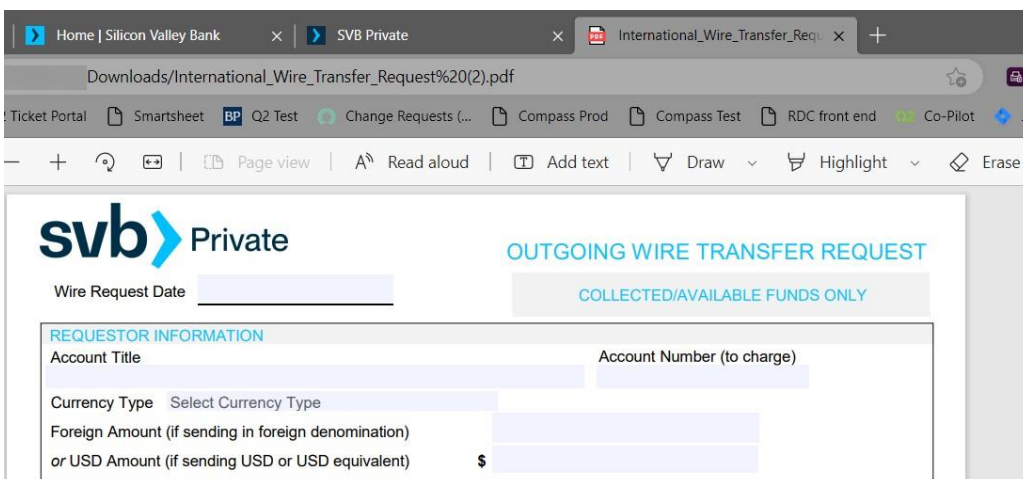 Home | Silicon Valley Bank
SVB Private
International_Wire_Transfer_Requ
Downloads/International_Wire_Transfer_Request%20(2).pdf
Ticket Portal Smartsheet BP Q2 Test Change Requests (... Compass Prod Compass Test RDC front end Co-Pilot
Page view A Read aloud T Add text Draw Highlight Erase
svb Private
OUTGOING WIRE TRANSFER REQUEST
Wire Request Date
COLLECTED/AVAILABLE FUNDS ONLY
REQUESTOR INFORMATION
Account Title Account Number (to charge)
Currency Type Select Currency Type
Foreign Amount (if sending in foreign denomination)
or USD Amount (if sending USD or USD equivalent) $